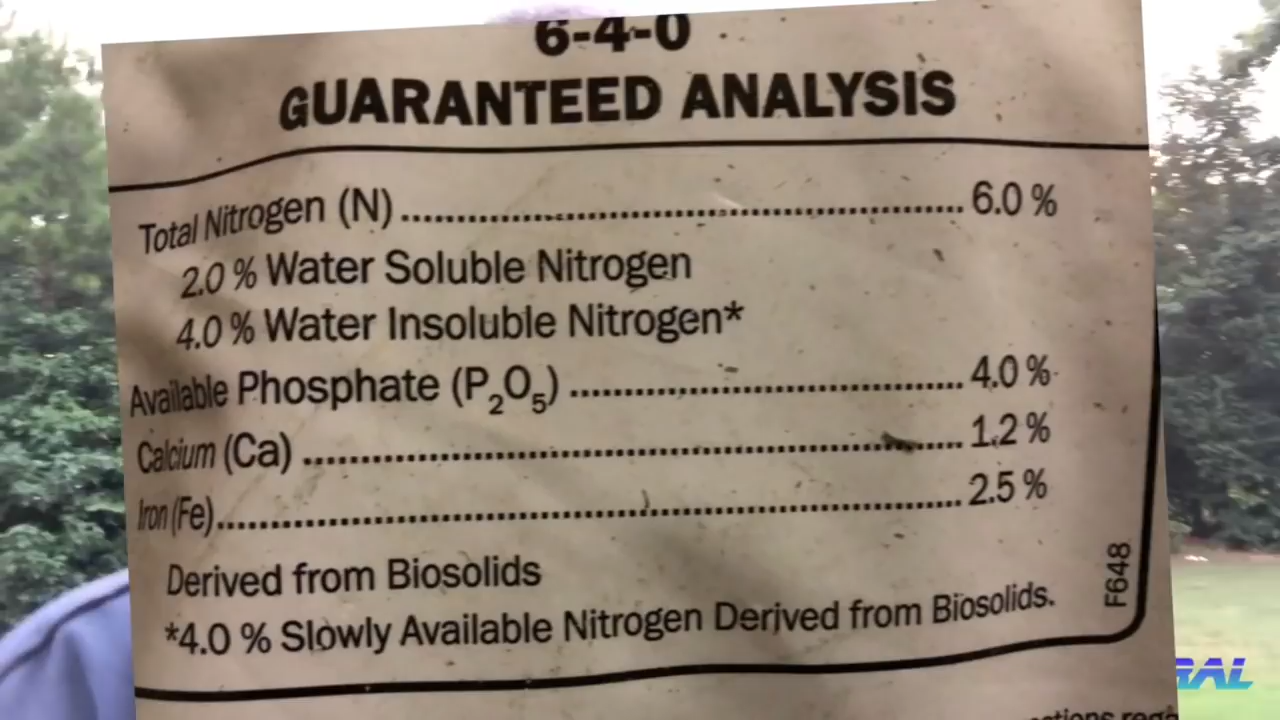 6-4-0
GUARANTEED ANALYSIS
Total Nitrogen (N) 6.0 %
2.0 % Water Soluble Nitrogen
4.0 % Water Insoluble Nitrogen*
Available Phosphate (P₂O₅) 4.0 %
Calcium (Ca) 1.2 %
Iron (Fe) 2.5 %
Derived from Biosolids
*4.0 % Slowly Available Nitrogen Derived from Biosolids.
F648